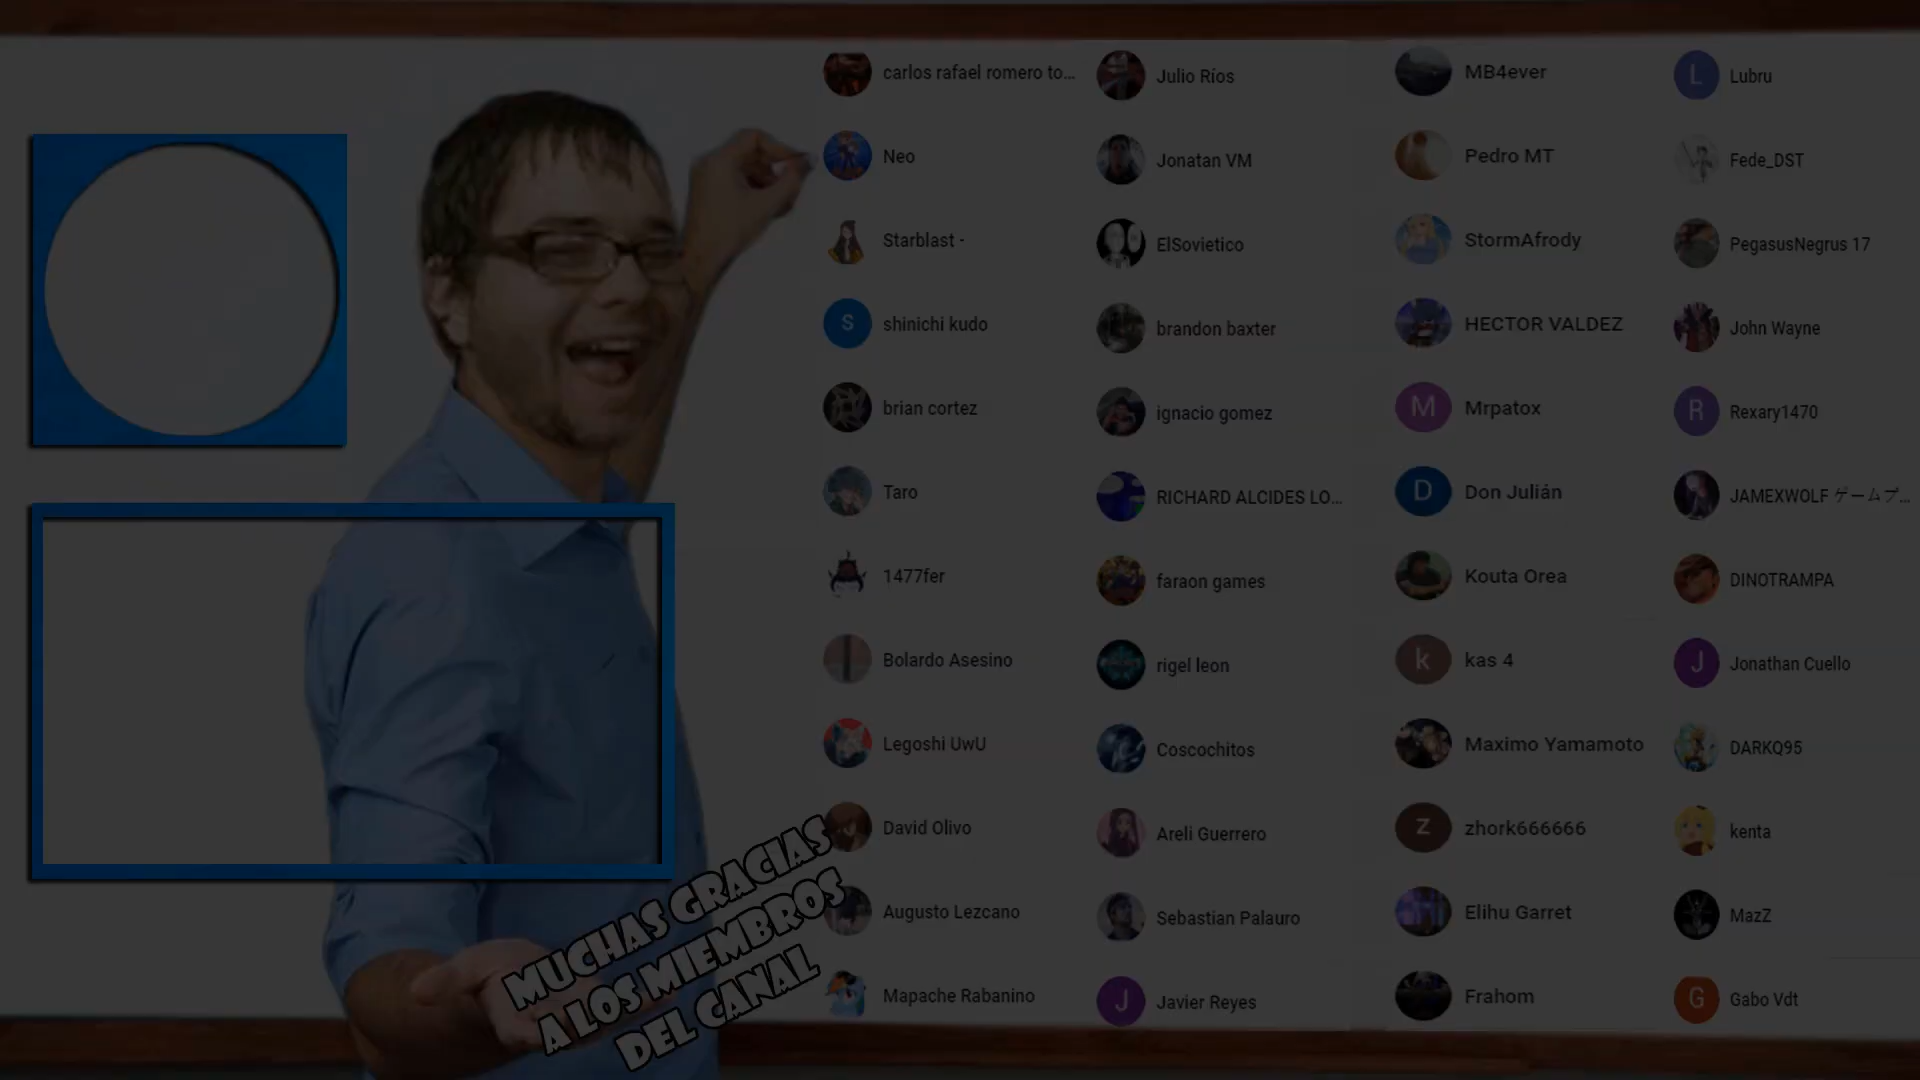 carlos rafael romero to...
Neo
Starblast -
S
shinichi kudo
brian cortez
Taro
1477fer
Bolardo Asesino
Legoshi UwU
David Olivo
Augusto Lezcano
Mapache Rabanino
Julio Ríos
Jonatan VM
ElSovietico
brandon baxter
ignacio gomez
RICHARD ALCIDES LO...
faraon games
rigel leon
Coscochitos
Areli Guerrero
Sebastian Palauro
J
Javier Reyes
MB4ever
Pedro MT
StormAfrody
HECTOR VALDEZ
M
Mrpatox
D
Don Julián
Kouta Orea
k
kas 4
Maximo Yamamoto
z
zhork666666
Elihu Garret
Frahom
L
Lubru
Fede_DST
PegasusNegrus 17
John Wayne
R
Rexary1470
JAMEXWOLF ゲームプ...
DINOTRAMPA
J
Jonathan Cuello
DARKQ95
kenta
MazZ
G
Gabo Vdt
MUCHAS GRACIAS
A LOS MIEMBROS
DEL CANAL